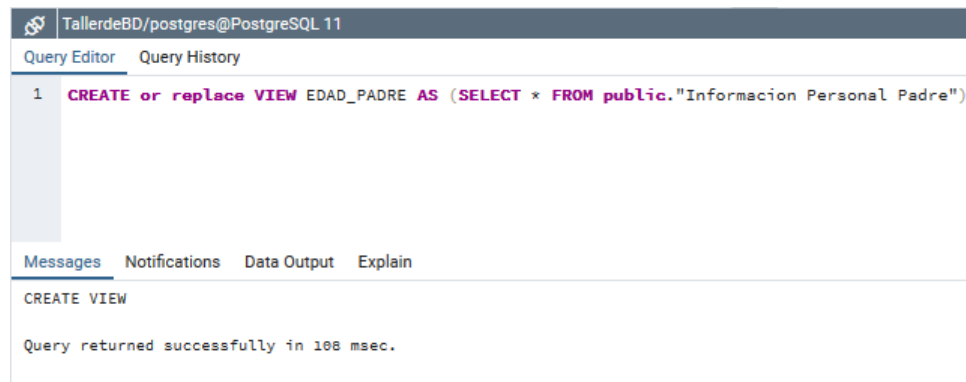 TallerdeBD/postgres@PostgreSQL 11
Query Editor Query History
1 CREATE or replace VIEW EDAD_PADRE AS (SELECT * FROM public."Informacion Personal Padre")
Messages Notifications Data Output Explain
CREATE VIEW
Query returned successfully in 108 msec.